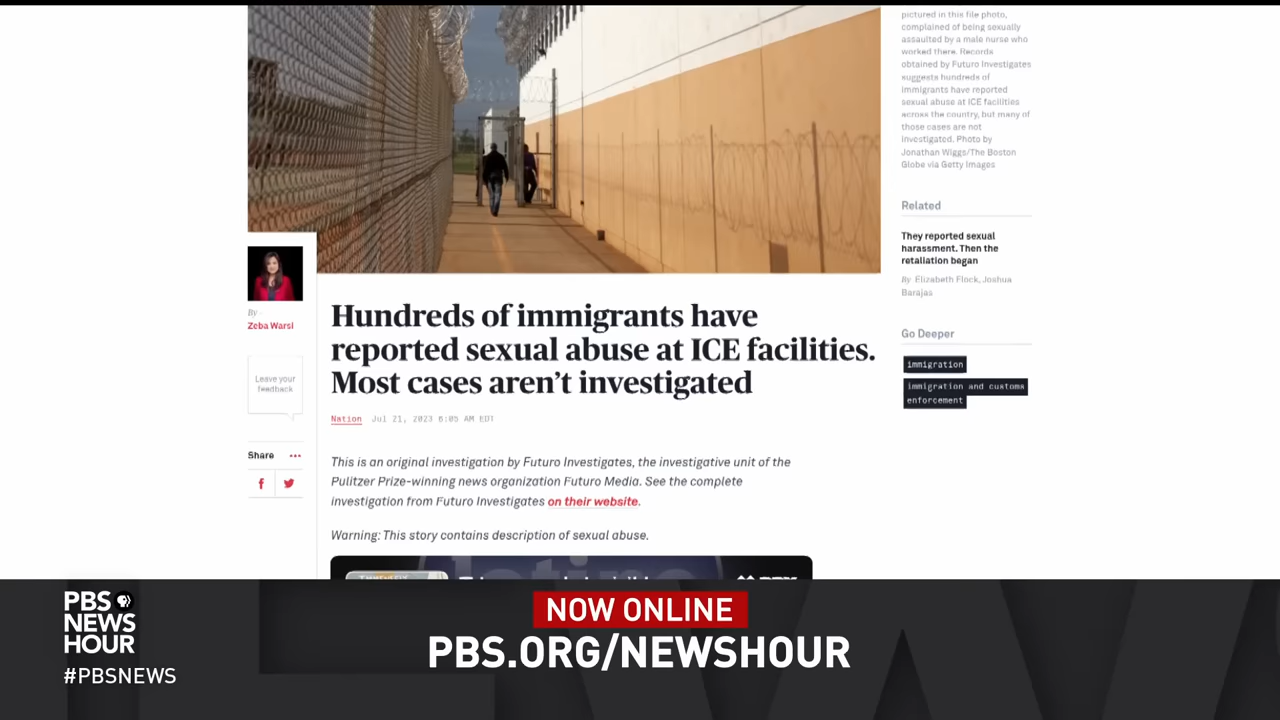 pictured in this file photo,
complained of being sexually
assaulted by a male nurse who
worked there. Records
obtained by Futuro Investigates
suggests hundreds of
immigrants have reported
sexual abuse at ICE facilities
across the country, but many of
those cases are not
investigated. Photo by
Jonathan Wiggs/The Boston
Globe via Getty Images
Related
They reported sexual
harassment. Then the
retaliation began
By Elizabeth Flock, Joshua
Barajas
Go Deeper
immigration
immigration and customs
enforcement
By
Zeba Warsi
Leave your
feedback
Share
Hundreds of immigrants have
reported sexual abuse at ICE facilities.
Most cases aren't investigated
Nation Jul 21, 2023 6:05 AM EDT
This is an original investigation by Futuro Investigates, the investigative unit of the
Pulitzer Prize-winning news organization Futuro Media. See the complete
investigation from Futuro Investigates on their website.
Warning: This story contains description of sexual abuse.
PBS
NEWS
HOUR
#PBSNEWS
NOW ONLINE
PBS.ORG/NEWSHOUR